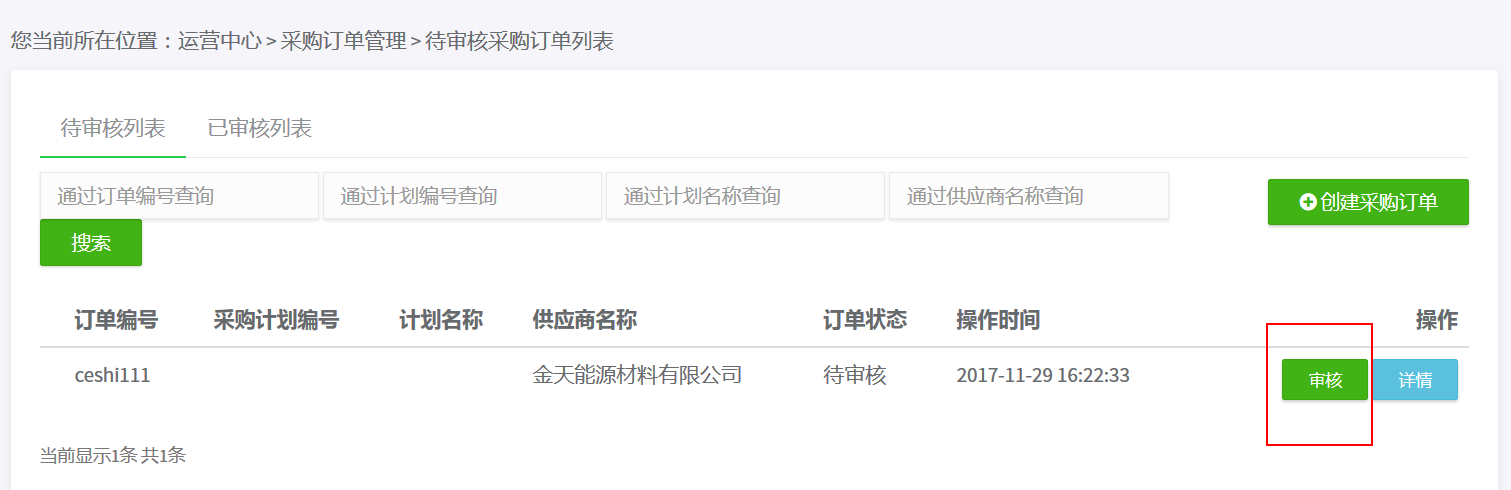 您当前所在位置：运营中心 > 采购订单管理 > 待审核采购订单列表
待审核列表 已审核列表
通过订单编号查询 通过计划编号查询 通过计划名称查询 通过供应商名称查询 创建采购订单
搜索
订单编号 采购计划编号 计划名称 供应商名称 订单状态 操作时间 操作
ceshi111 金天能源材料有限公司 待审核 2017-11-29 16:22:33 审核 详情
当前显示1条 共1条